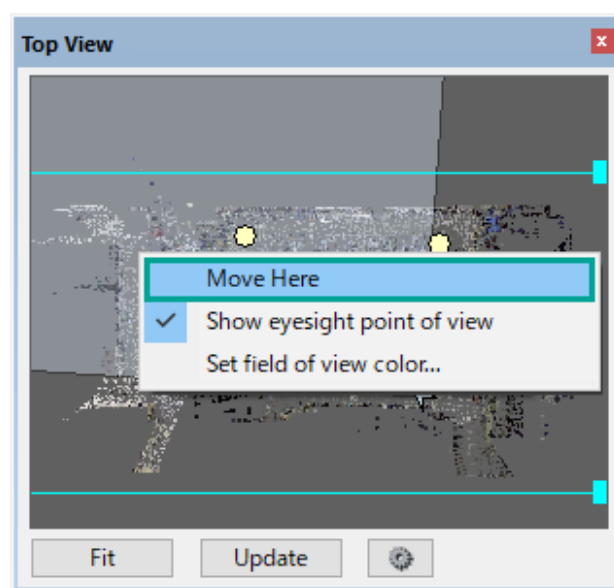 Top View
Move Here
Show eyesight point of view
Set field of view color...
Fit
Update